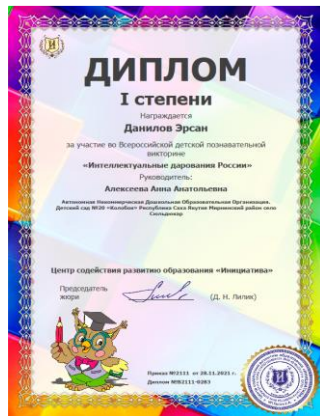 ДИПЛОМ
I степени
Награждается
Данилов Эрсан
за участие во Всероссийской детской познавательной
викторине
«Интеллектуальные дарования России»
Руководитель:
Алексеева Анна Анатольевна
Автономная Некоммерческая Дошкольная Образовательная Организация.
Детский сад №20 «Колобок» Республика Саха Якутия Мирнинский район село
Сюльдюкар
Центр содействия развитию образования «Инициатива»
Председатель
жюри
(Д. Н. Лилик)
Приказ №2111 от 28.11.2021 г.
Диплом №В2111-0283